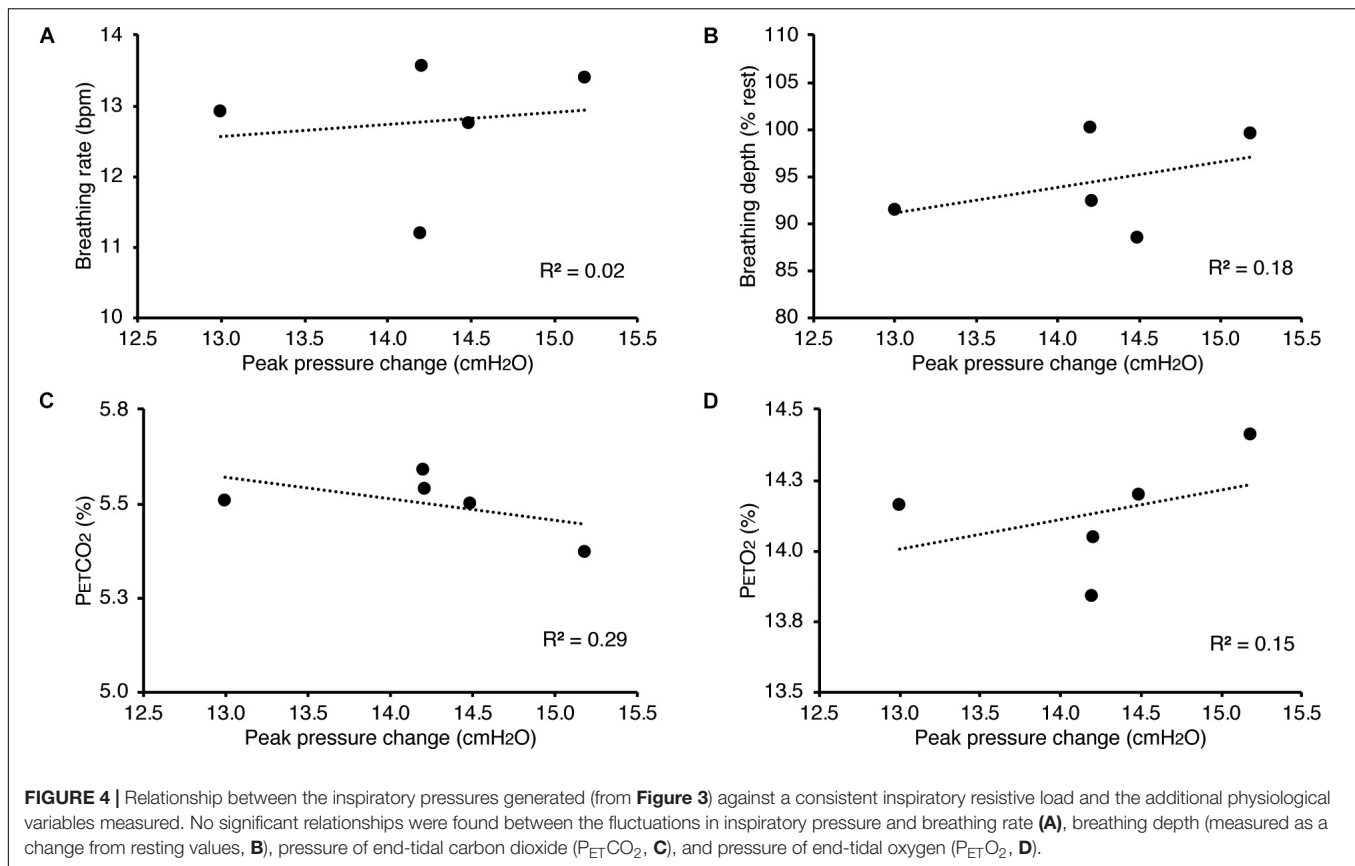 A
14
13
12
11
10
Breathing rate (bpm)
R² = 0.02
12.5 13.0 13.5 14.0 14.5 15.0 15.5
Peak pressure change (cmH2O)
B
110
105
100
95
90
85
80
Breathing depth (% rest)
R² = 0.18
12.5 13.0 13.5 14.0 14.5 15.0 15.5
Peak pressure change (cmH2O)
C
5.8
5.5
5.3
5.0
PETCO2 (%)
R² = 0.29
12.5 13.0 13.5 14.0 14.5 15.0 15.5
Peak pressure change (cmH2O)
D
14.5
14.3
14.0
13.8
13.5
PETO2 (%)
R² = 0.15
12.5 13.0 13.5 14.0 14.5 15.0 15.5
Peak pressure change (cmH2O)
FIGURE 4 | Relationship between the inspiratory pressures generated (from Figure 3) against a consistent inspiratory resistive load and the additional physiological
variables measured. No significant relationships were found between the fluctuations in inspiratory pressure and breathing rate (A), breathing depth (measured as a
change from resting values, B), pressure of end-tidal carbon dioxide (PETCO2, C), and pressure of end-tidal oxygen (PETO2, D).